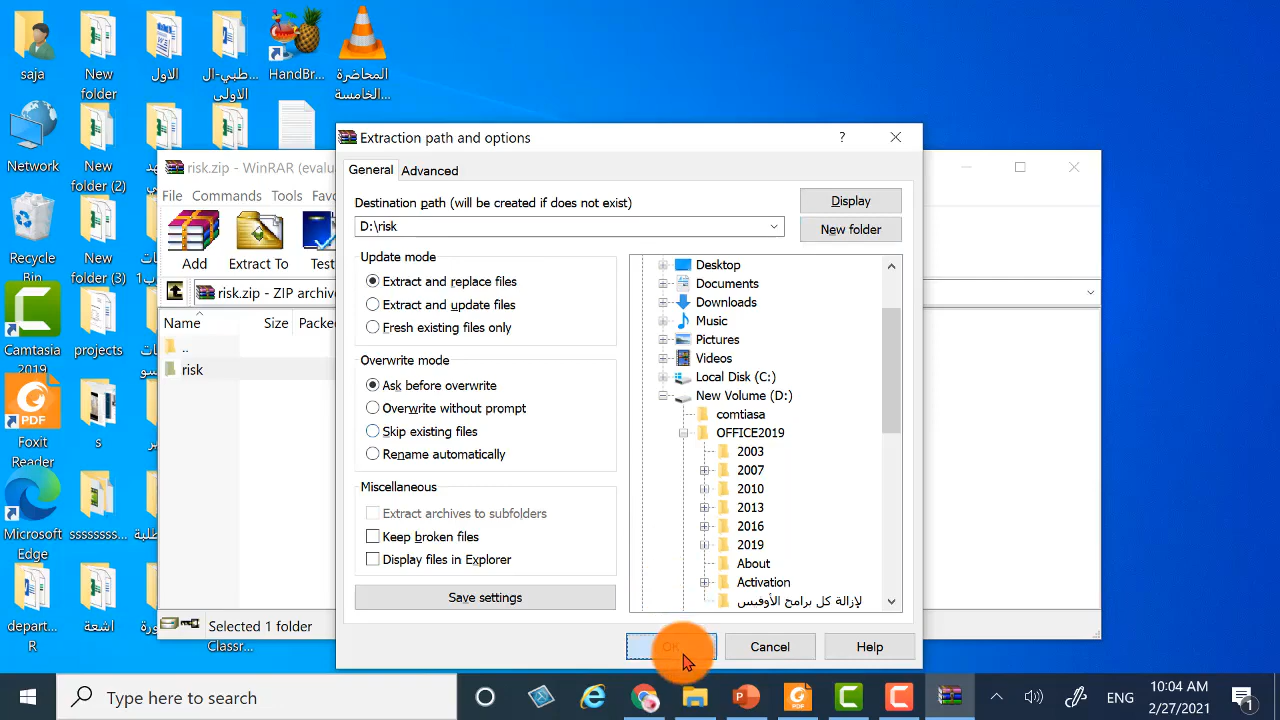 saja
New
folder
الاول
طبي-ال...
الاولى
HandBr...
المحاضرة
الخامسة...
Network
New
folder (2)
Recycle
Bin
New
folder (3)
Camtasia
2019
projects
Foxit
Reader
s
Microsoft
Edge
ssssssss...
depart...
R
اشعة
Classr...
risk.zip - WinRAR (evalu
File
Commands
Tools
Favo
Add
Extract To
Test
risk.zip - ZIP archiv
Name
Size
Packe
..
risk
Selected 1 folder
Extraction path and options
?
General
Advanced
Destination path (will be created if does not exist)
Display
D:\risk
New folder
Update mode
Extract and replace files
Extract and update files
Fresh existing files only
Overwrite mode
Ask before overwrite
Overwrite without prompt
Skip existing files
Rename automatically
Miscellaneous
Extract archives to subfolders
Keep broken files
Display files in Explorer
Save settings
Desktop
Documents
Downloads
Music
Pictures
Videos
Local Disk (C:)
New Volume (D:)
comtiasa
OFFICE2019
2003
2007
2010
2013
2016
2019
About
Activation
لإزالة كل برامج الأوفيس
OK
Cancel
Help
Type here to search
ENG
10:04 AM
2/27/2021
1